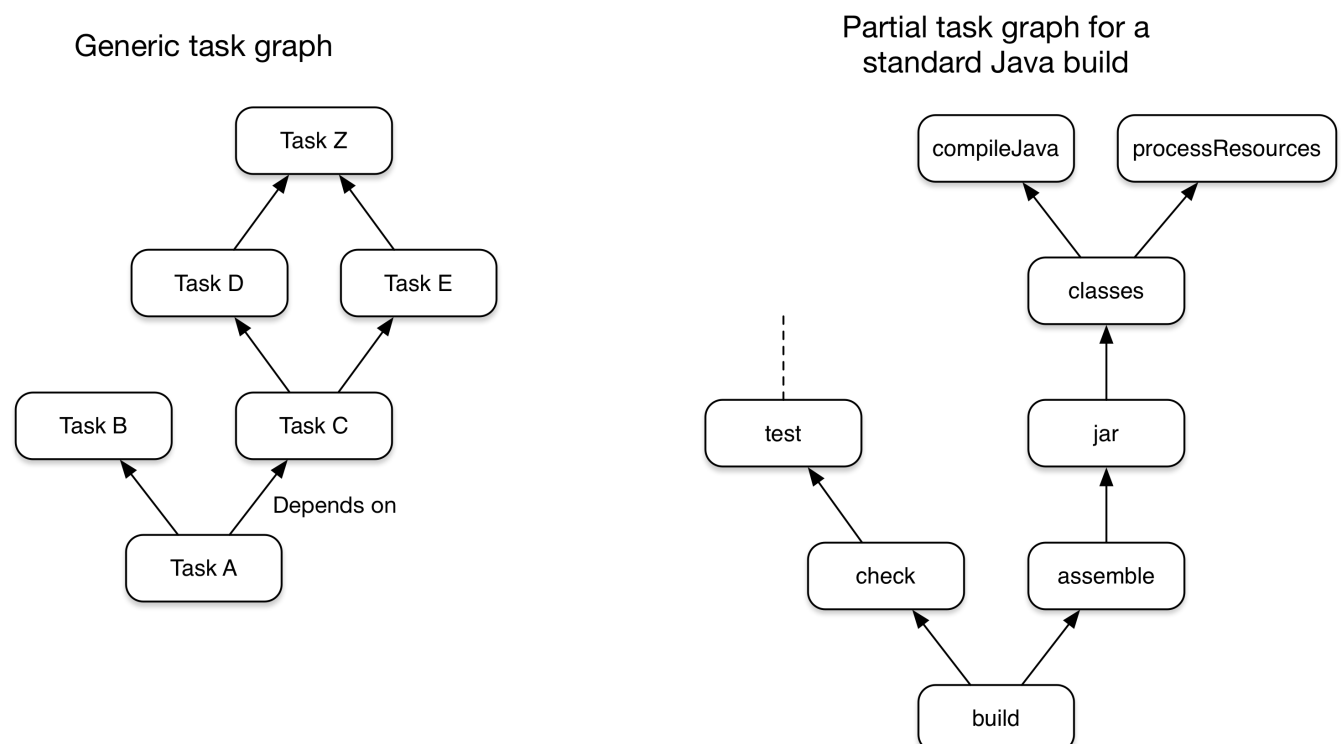 Generic task graph
Task Z
Task D
Task E
Task B
Task C
Depends on
Task A
Partial task graph for a
standard Java build
compileJava
processResources
classes
test
jar
check
assemble
build